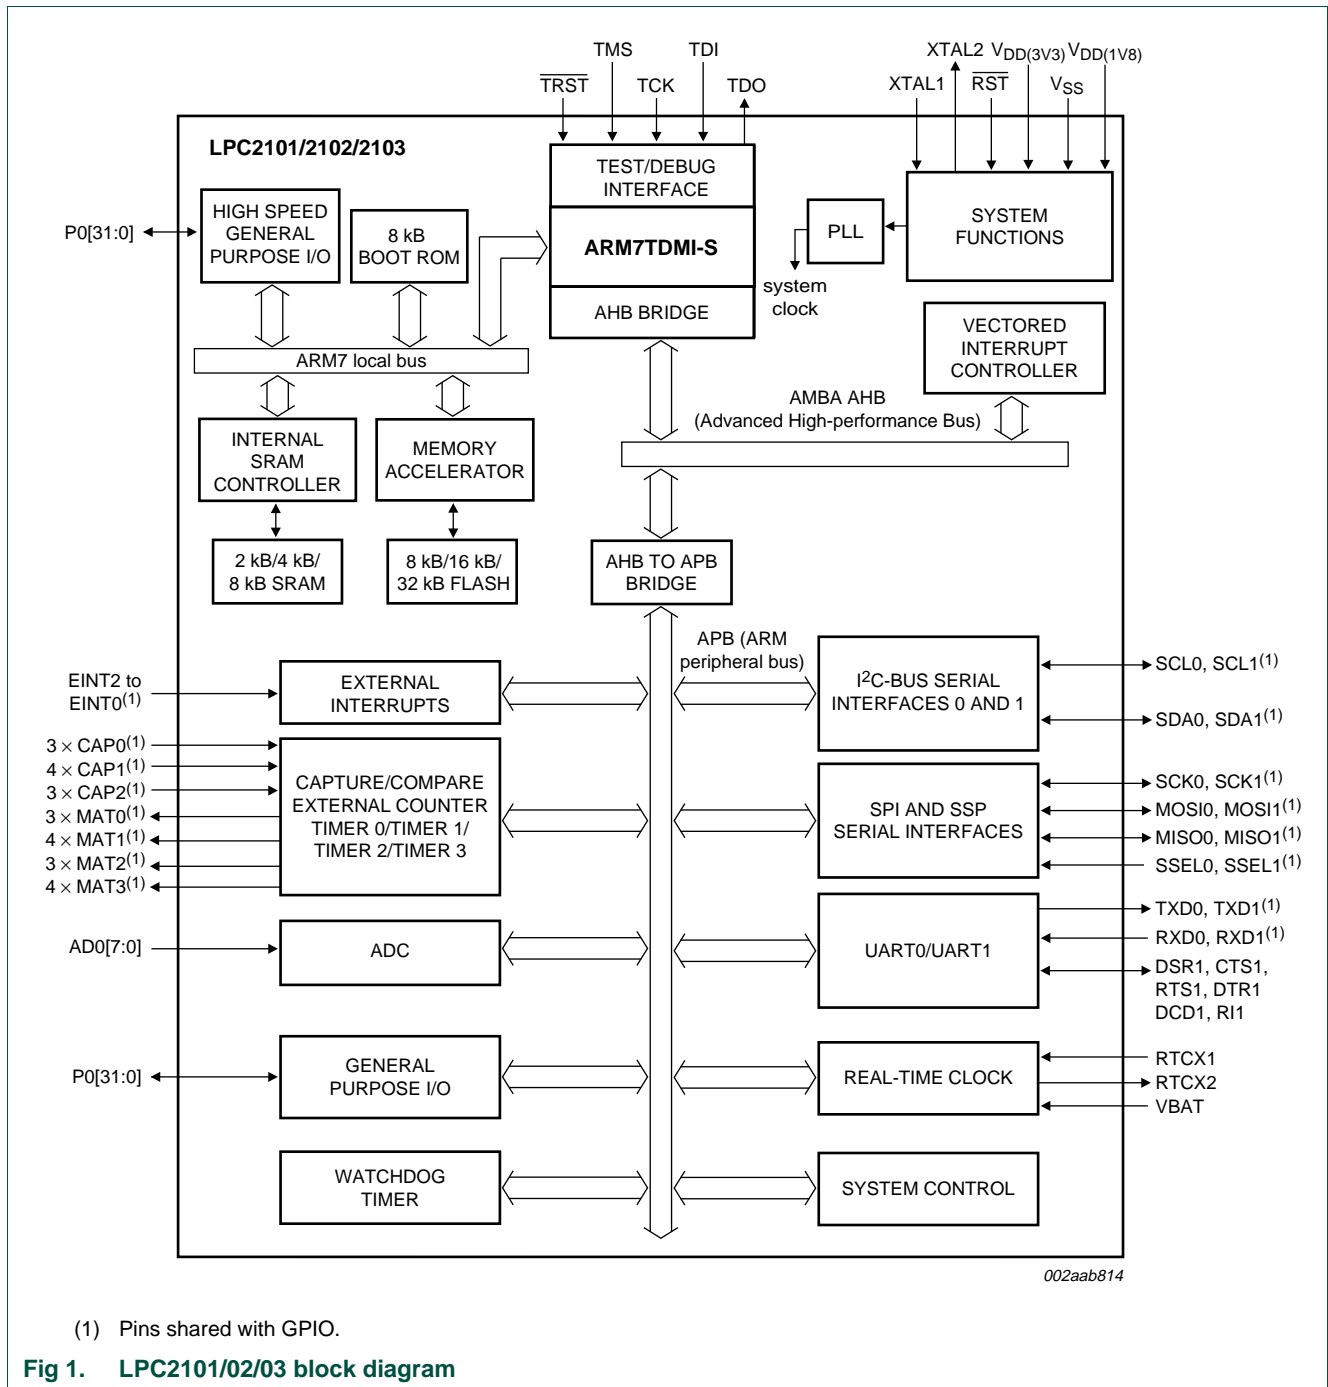 TMS
TDI
TRST
TCK
TDO
XTAL2
VDD(3V3)
VDD(1V8)
XTAL1
RST
VSS
LPC2101/2102/2103
TEST/DEBUG
INTERFACE
ARM7TDMI-S
AHB BRIDGE
P0[31:0]
HIGH SPEED
GENERAL
PURPOSE I/O
8 kB
BOOT ROM
PLL
system
clock
SYSTEM
FUNCTIONS
VECTORED
INTERRUPT
CONTROLLER
ARM7 local bus
AMBA AHB
(Advanced High-performance Bus)
INTERNAL
SRAM
CONTROLLER
MEMORY
ACCELERATOR
2 kB/4 kB/
8 kB SRAM
8 kB/16 kB/
32 kB FLASH
AHB TO APB
BRIDGE
APB (ARM
peripheral bus)
EINT2 to
EINT0(1)
EXTERNAL
INTERRUPTS
I2C-BUS SERIAL
INTERFACES 0 AND 1
SCL0, SCL1(1)
SDA0, SDA1(1)
3 × CAP0(1)
4 × CAP1(1)
3 × CAP2(1)
3 × MAT0(1)
4 × MAT1(1)
3 × MAT2(1)
4 × MAT3(1)
CAPTURE/COMPARE
EXTERNAL COUNTER
TIMER 0/TIMER 1/
TIMER 2/TIMER 3
SPI AND SSP
SERIAL INTERFACES
SCK0, SCK1(1)
MOSI0, MOSI1(1)
MISO0, MISO1(1)
SSEL0, SSEL1(1)
AD0[7:0]
ADC
UART0/UART1
TXD0, TXD1(1)
RXD0, RXD1(1)
DSR1, CTS1,
RTS1, DTR1
DCD1, RI1
P0[31:0]
GENERAL
PURPOSE I/O
REAL-TIME CLOCK
RTCX1
RTCX2
VBAT
WATCHDOG
TIMER
SYSTEM CONTROL
002aab814
(1) Pins shared with GPIO.
Fig 1. LPC2101/02/03 block diagram